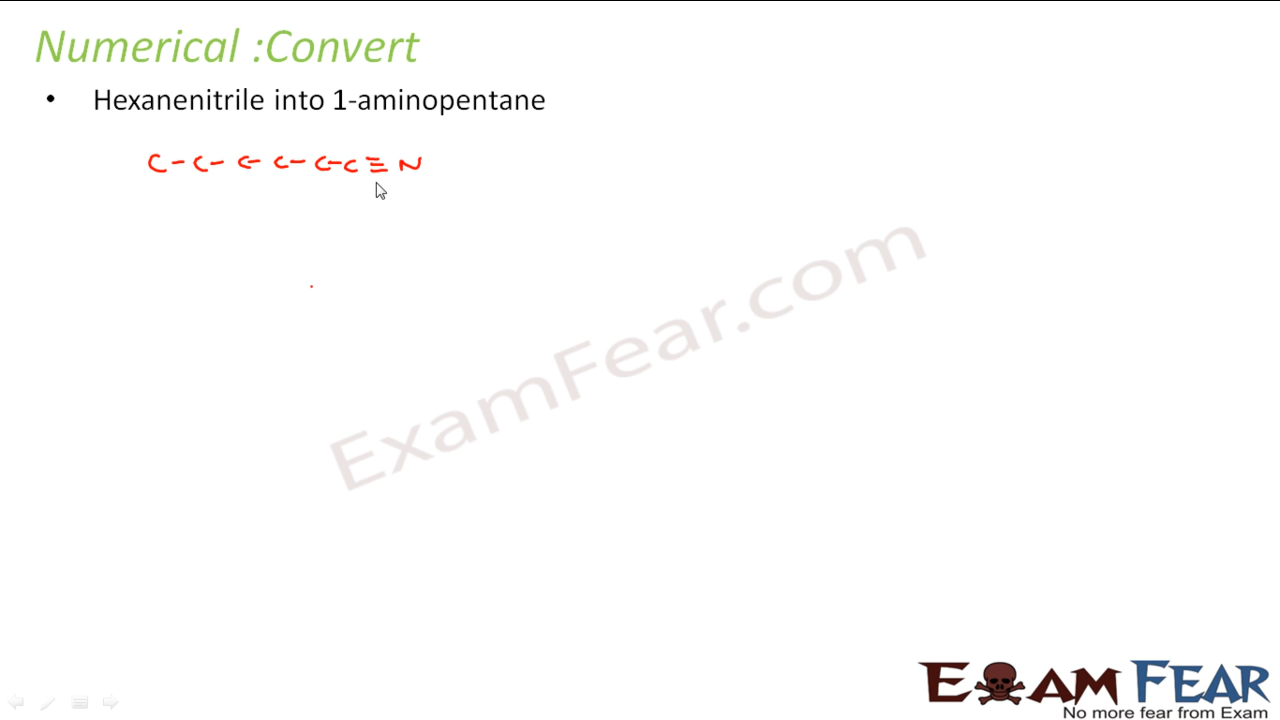 Numerical :Convert
• Hexanenitrile into 1-aminopentane
C - C - C - C - C - C ≡ N
ExamFear.com
EXAM FEAR
No more fear from Exam